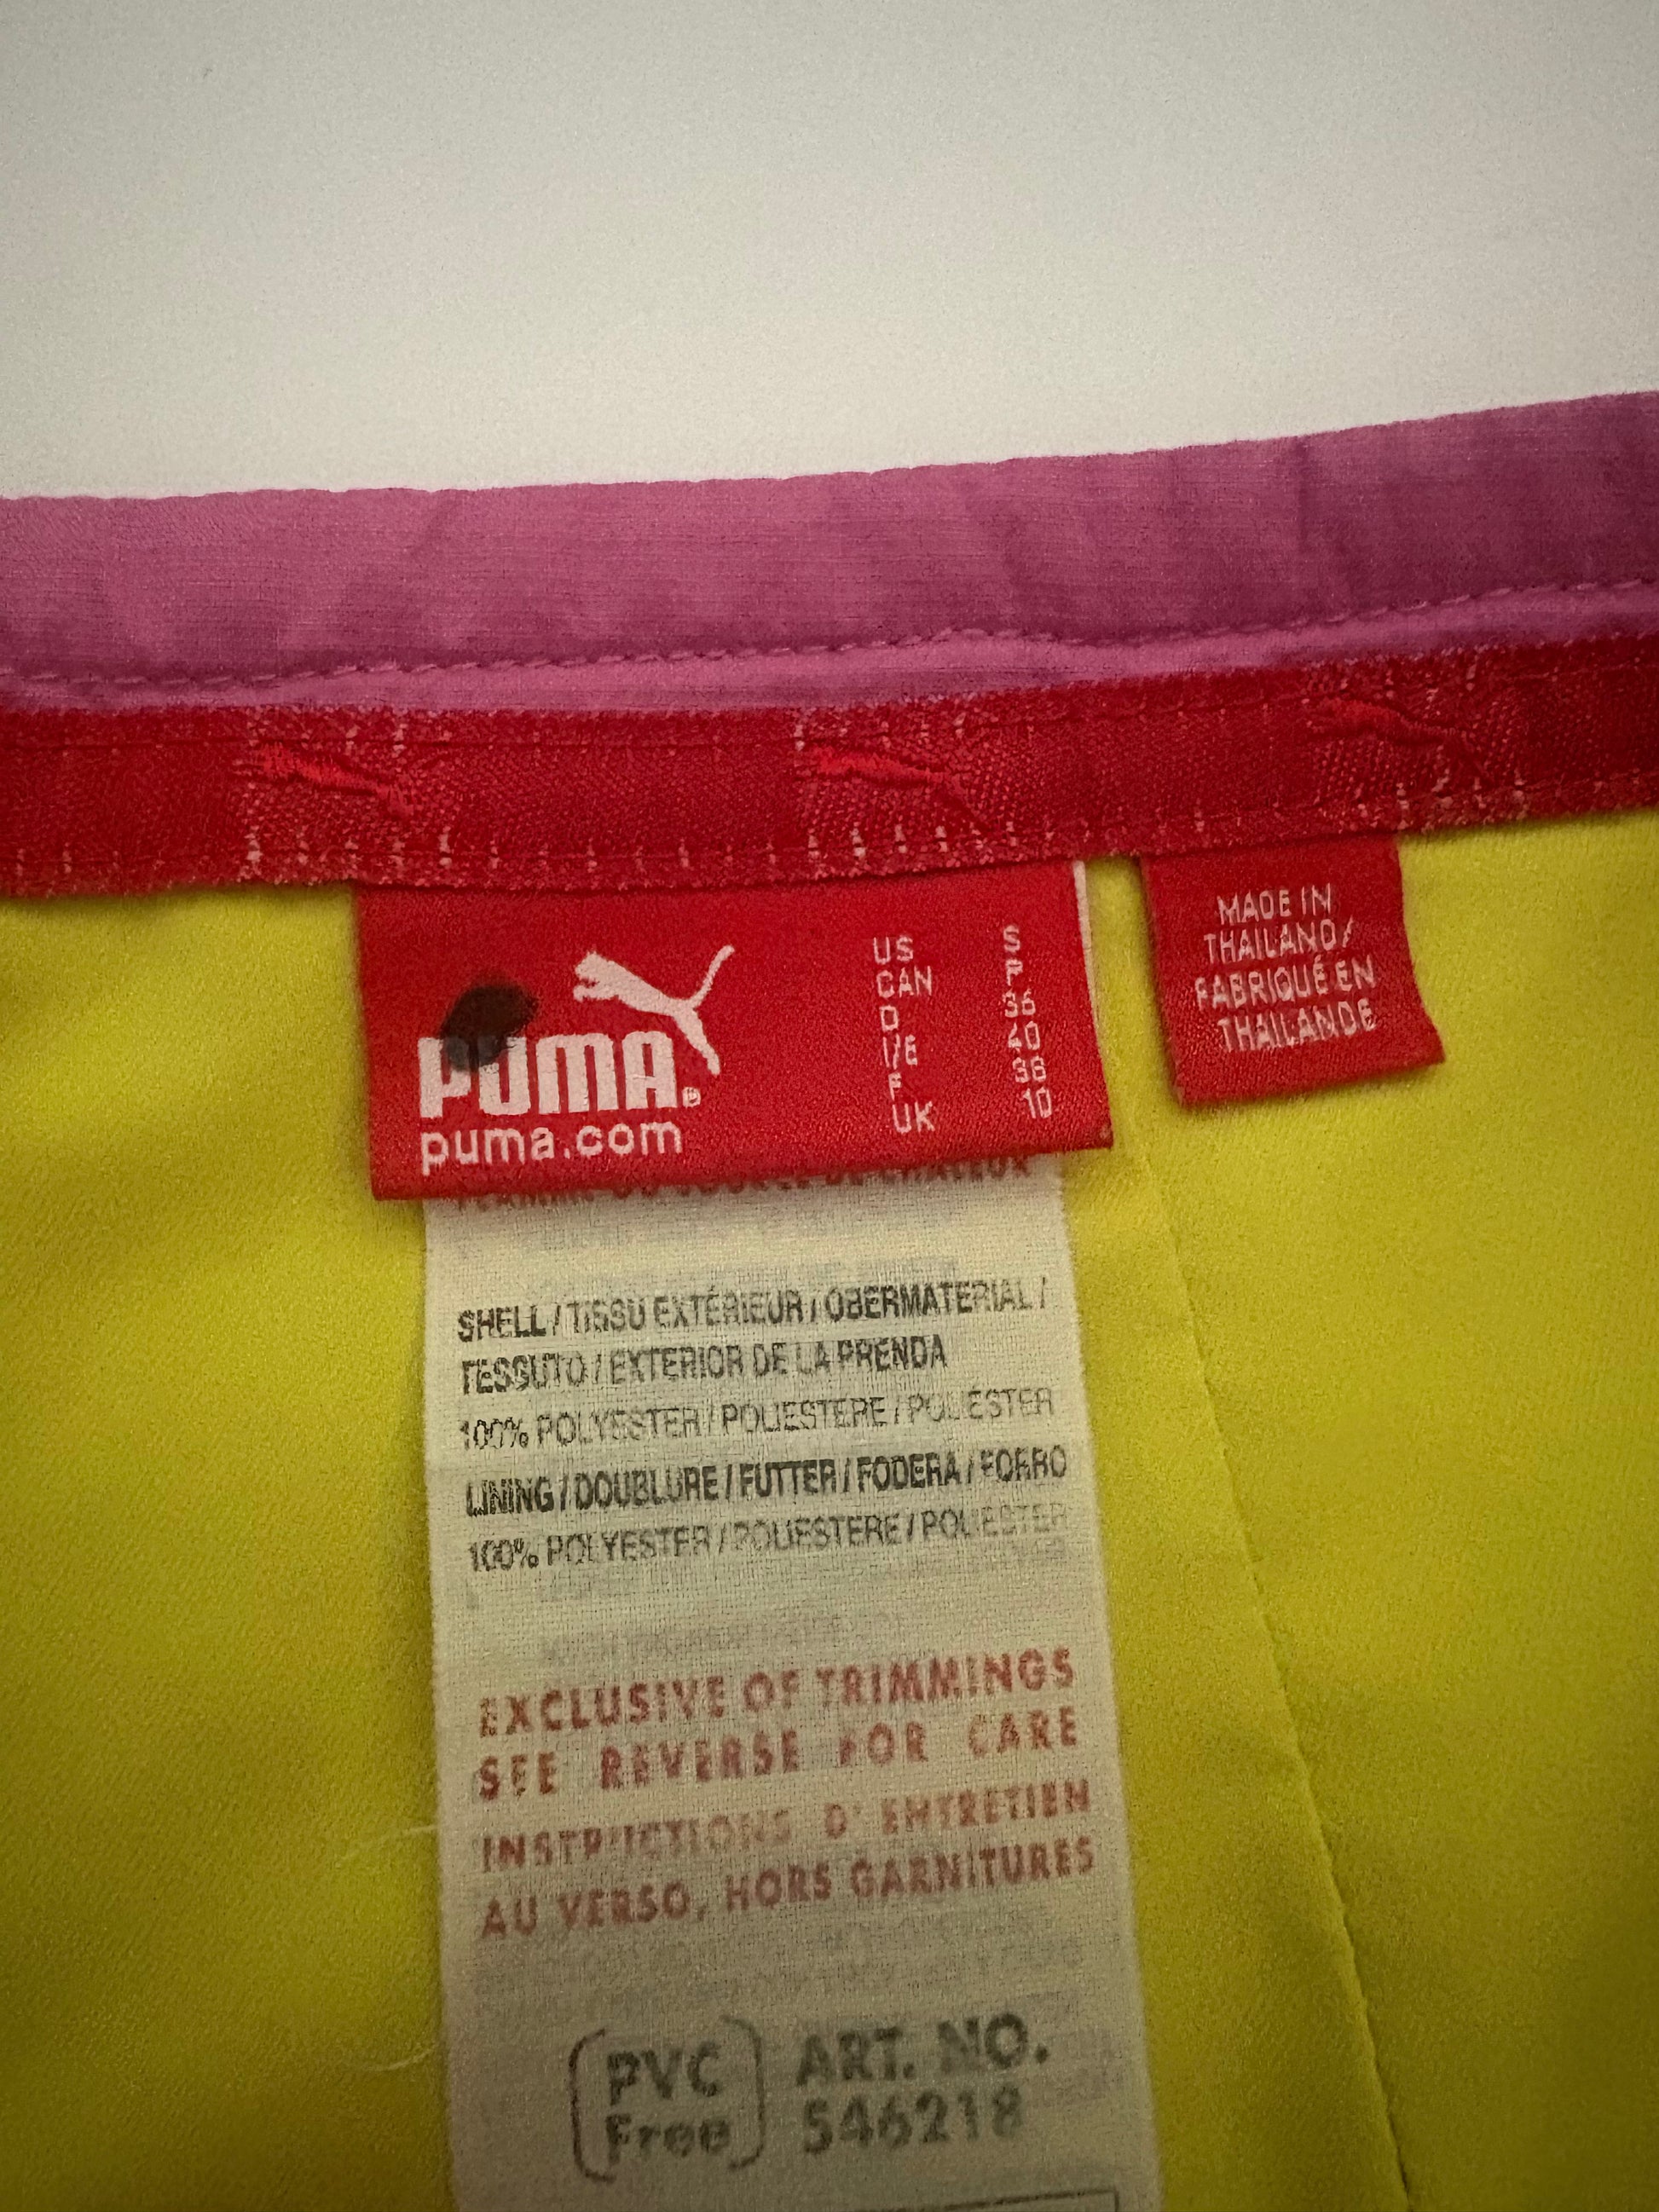 PUMA®
puma.com
US S
CAN P
D 36
I/E 40
F 38
UK 10
MADE IN
THAILAND/
FABRIQUÉ EN
THAILANDE
SHELL / TISSU EXTÉRIEUR / OBERMATERIAL /
TESSUTO / EXTERIOR DE LA PRENDA
100% POLYESTER / POLIESTERE / POLIÉSTER
LINING / DOUBLURE / FUTTER / FODERA / FORRO
100% POLYESTER / POLIESTERE / POLIÉSTER
EXCLUSIVE OF TRIMMINGS
SEE REVERSE FOR CARE
INSTRUCTIONS D' ENTRETIEN
AU VERSO, HORS GARNITURES
PVC
Free
ART. NO.
546218